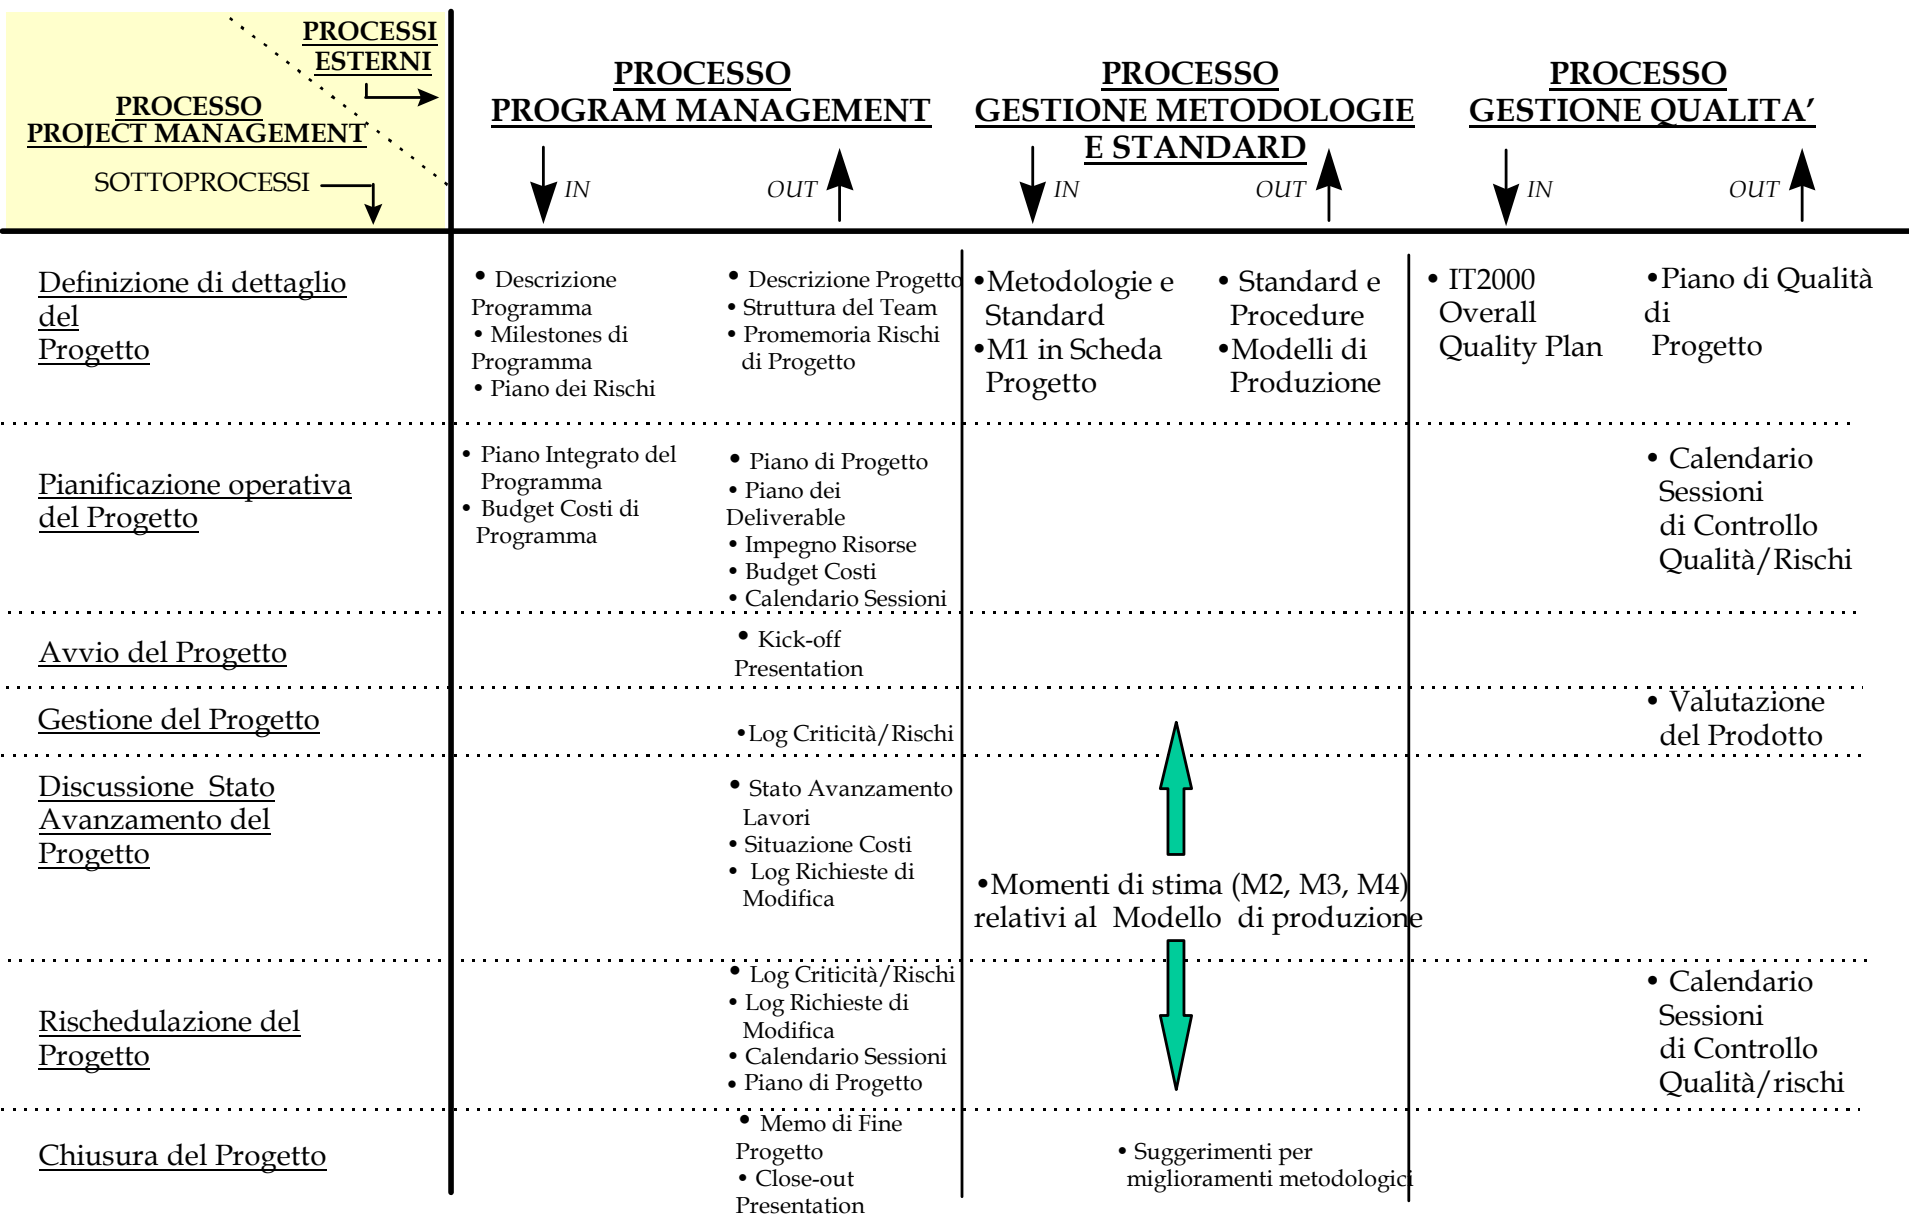 PROCESSI
ESTERNI
PROCESSO
PROJECT MANAGEMENT
SOTTOPROCESSI
PROCESSO
PROGRAM MANAGEMENT
IN
OUT
PROCESSO
GESTIONE METODOLOGIE
E STANDARD
IN
OUT
PROCESSO
GESTIONE QUALITA’
IN
OUT
Definizione di dettaglio
del
Progetto
• Descrizione
Programma
• Milestones di
Programma
• Piano dei Rischi
• Descrizione Progetto
• Struttura del Team
• Promemoria Rischi
di Progetto
•Metodologie e
Standard
•M1 in Scheda
Progetto
• Standard e
Procedure
•Modelli di
Produzione
• IT2000
Overall
Quality Plan
•Piano di Qualità
di
Progetto
Pianificazione operativa
del Progetto
• Piano Integrato del
Programma
• Budget Costi di
Programma
• Piano di Progetto
• Piano dei
Deliverable
• Impegno Risorse
• Budget Costi
• Calendario Sessioni
• Calendario
Sessioni
di Controllo
Qualità/Rischi
Avvio del Progetto
• Kick-off
Presentation
Gestione del Progetto
•Log Criticità/Rischi
• Valutazione
del Prodotto
Discussione Stato
Avanzamento del
Progetto
• Stato Avanzamento
Lavori
• Situazione Costi
• Log Richieste di
Modifica
•Momenti di stima (M2, M3, M4)
relativi al Modello di produzione
Rischedulazione del
Progetto
• Log Criticità/Rischi
• Log Richieste di
Modifica
• Calendario Sessioni
• Piano di Progetto
• Calendario
Sessioni
di Controllo
Qualità/rischi
Chiusura del Progetto
• Memo di Fine
Progetto
• Close-out
Presentation
• Suggerimenti per
miglioramenti metodologici